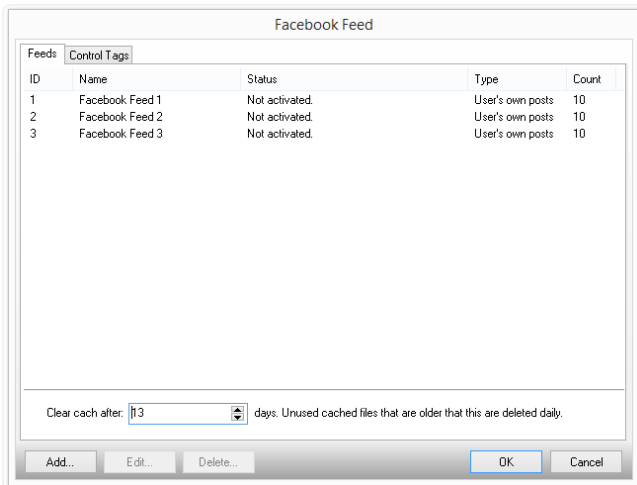 Facebook Feed
Feeds Control Tags
ID Name Status Type Count
1 Facebook Feed 1 Not activated. User's own posts 10
2 Facebook Feed 2 Not activated. User's own posts 10
3 Facebook Feed 3 Not activated. User's own posts 10
Clear cach after: 13 days. Unused cached files that are older that this are deleted daily.
Add... Edit... Delete... OK Cancel